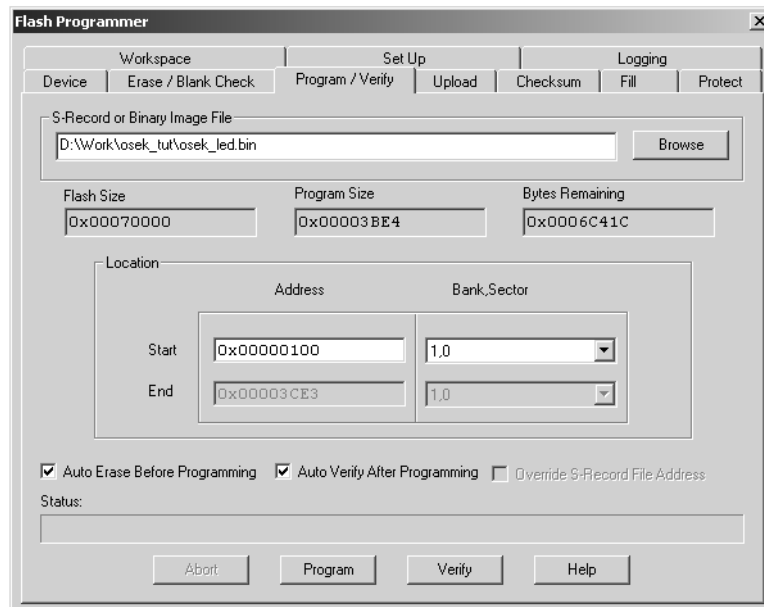 Flash Programmer
Workspace Set Up Logging
Device Erase / Blank Check Program / Verify Upload Checksum Fill Protect
S-Record or Binary Image File
D:\Work\osek_tut\osek_led.bin Browse
Flash Size Program Size Bytes Remaining
0x00070000 0x00003BE4 0x0006C41C
Location
Address Bank,Sector
Start 0x00000100 1,0
End 0x00003CE3 1,0
Auto Erase Before Programming Auto Verify After Programming Override S-Record File Address
Status:
Abort Program Verify Help